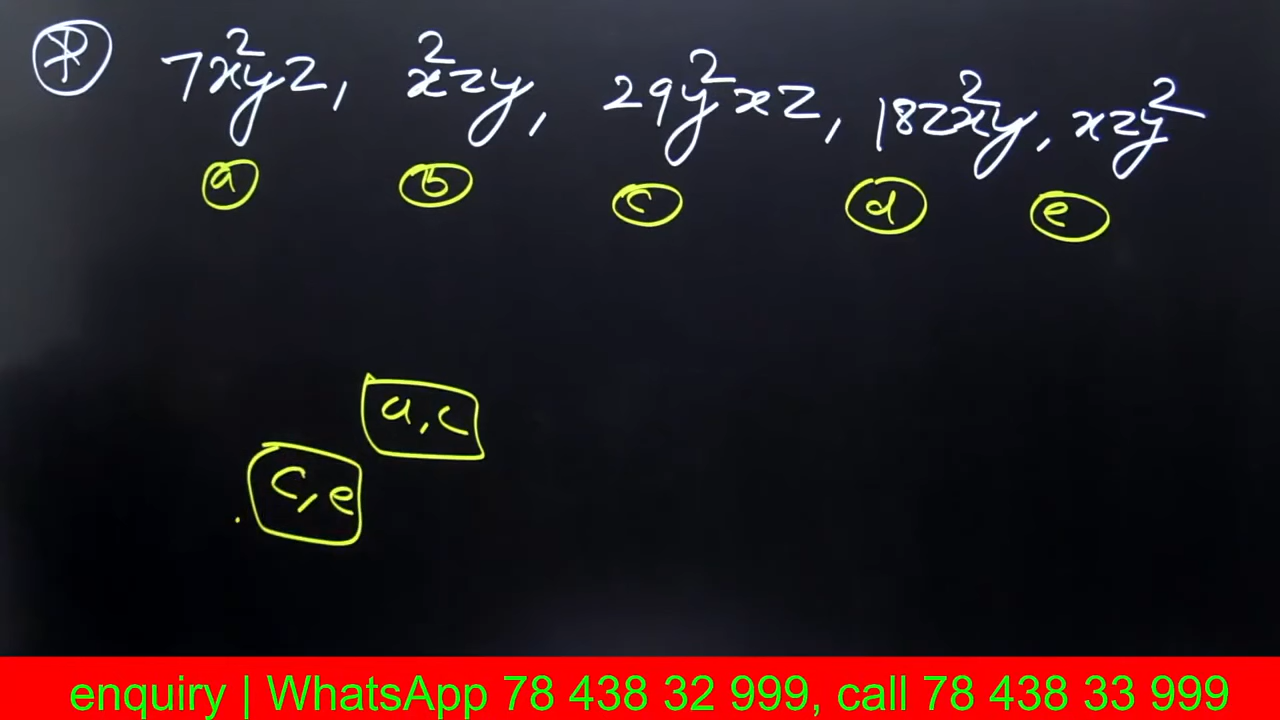 P 7x²yz, x²zy, 29y²xz, 18zx²y, xzy²
a b c d e
a, c
c, e
enquiry | WhatsApp 78 438 32 999, call 78 438 33 999